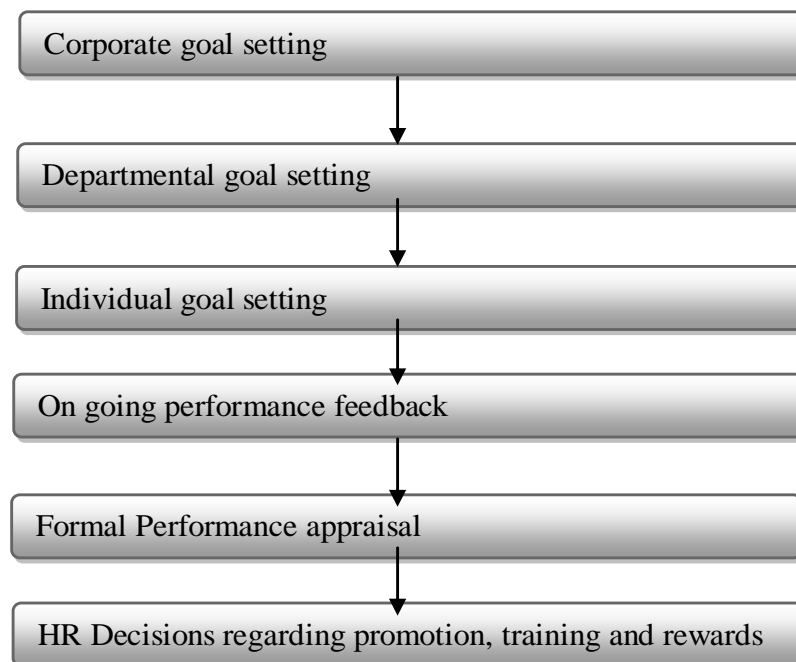 Corporate goal setting
Departmental goal setting
Individual goal setting
On going performance feedback
Formal Performance appraisal
HR Decisions regarding promotion, training and rewards